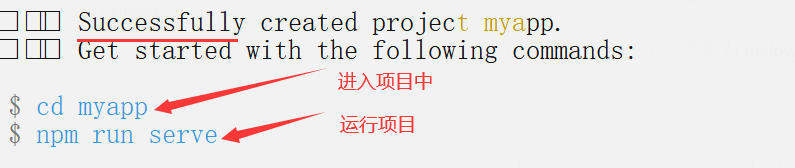 Successfully created project myapp.
Get started with the following commands:
进入项目中
$ cd myapp
运行项目
$ npm run serve